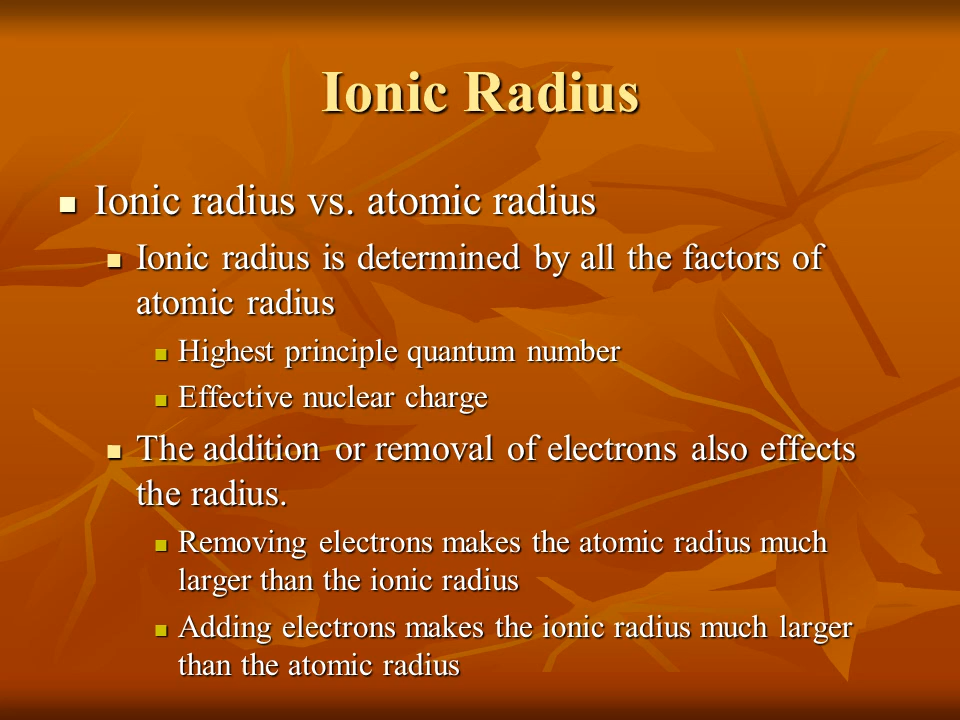 Ionic Radius
Ionic radius vs. atomic radius
Ionic radius is determined by all the factors of
atomic radius
Highest principle quantum number
Effective nuclear charge
The addition or removal of electrons also effects
the radius.
Removing electrons makes the atomic radius much
larger than the ionic radius
Adding electrons makes the ionic radius much larger
than the atomic radius